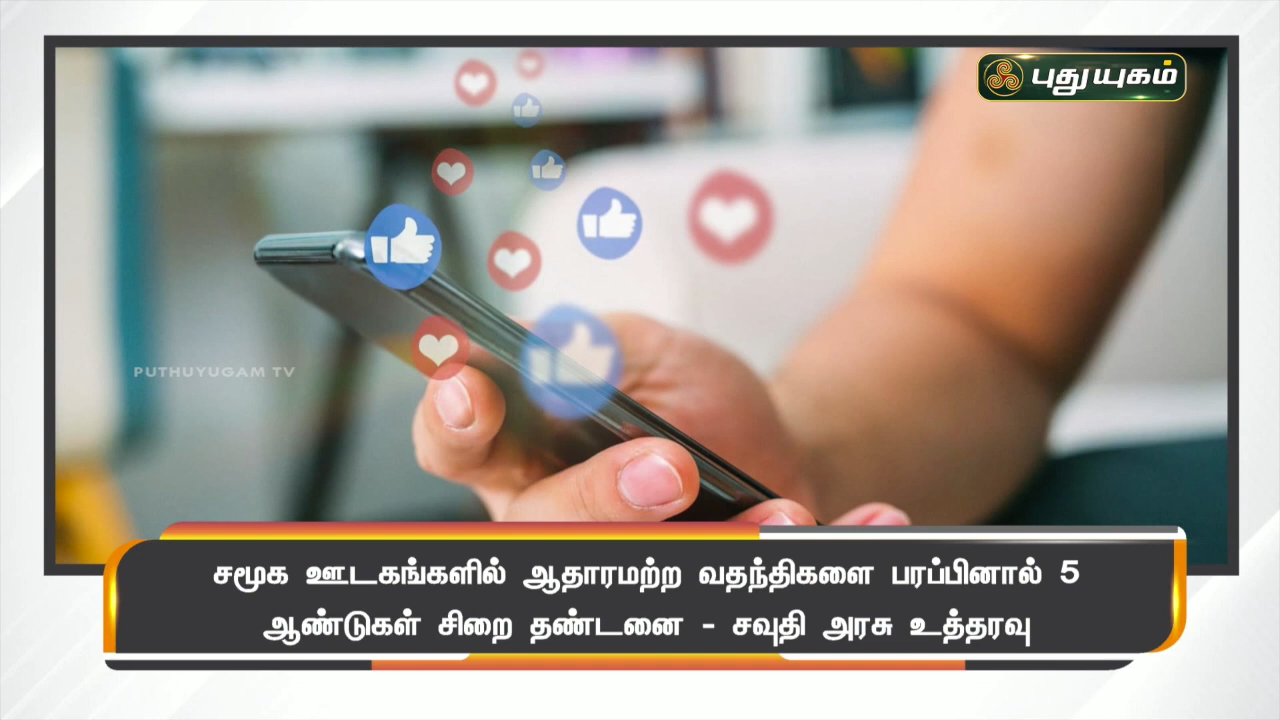 புதுயுகம்
PUTHUYUGAM TV
சமூக ஊடகங்களில் ஆதாரமற்ற வதந்திகளை பரப்பினால் 5
ஆண்டுகள் சிறை தண்டனை - சவுதி அரசு உத்தரவு